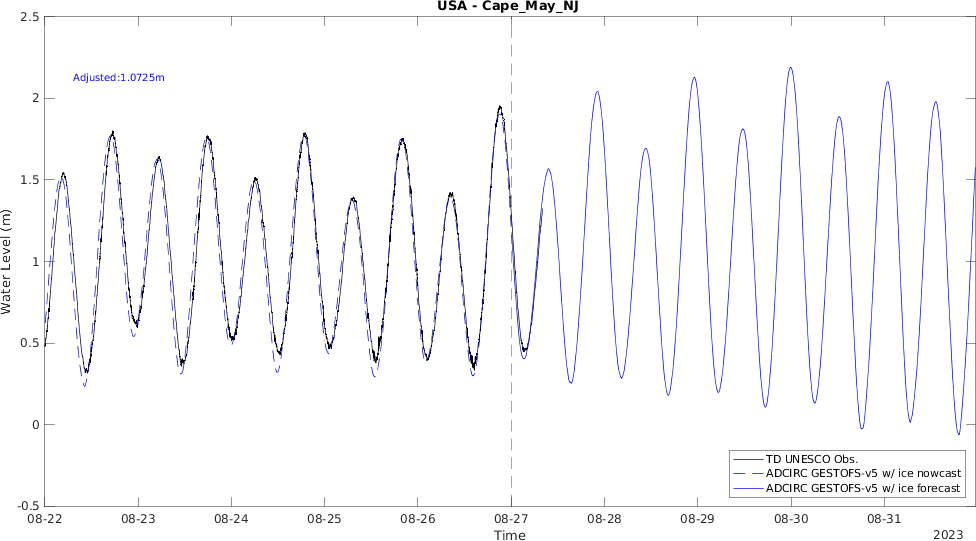 USA - Cape_May_NJ
2.5
Adjusted:1.0725m
2
1.5
1
0.5
0
-0.5
Water Level (m)
TD UNESCO Obs.
ADCIRC GESTOFS-v5 w/ ice nowcast
ADCIRC GESTOFS-v5 w/ ice forecast
08-22 08-23 08-24 08-25 08-26 08-27 08-28 08-29 08-30 08-31
Time
2023